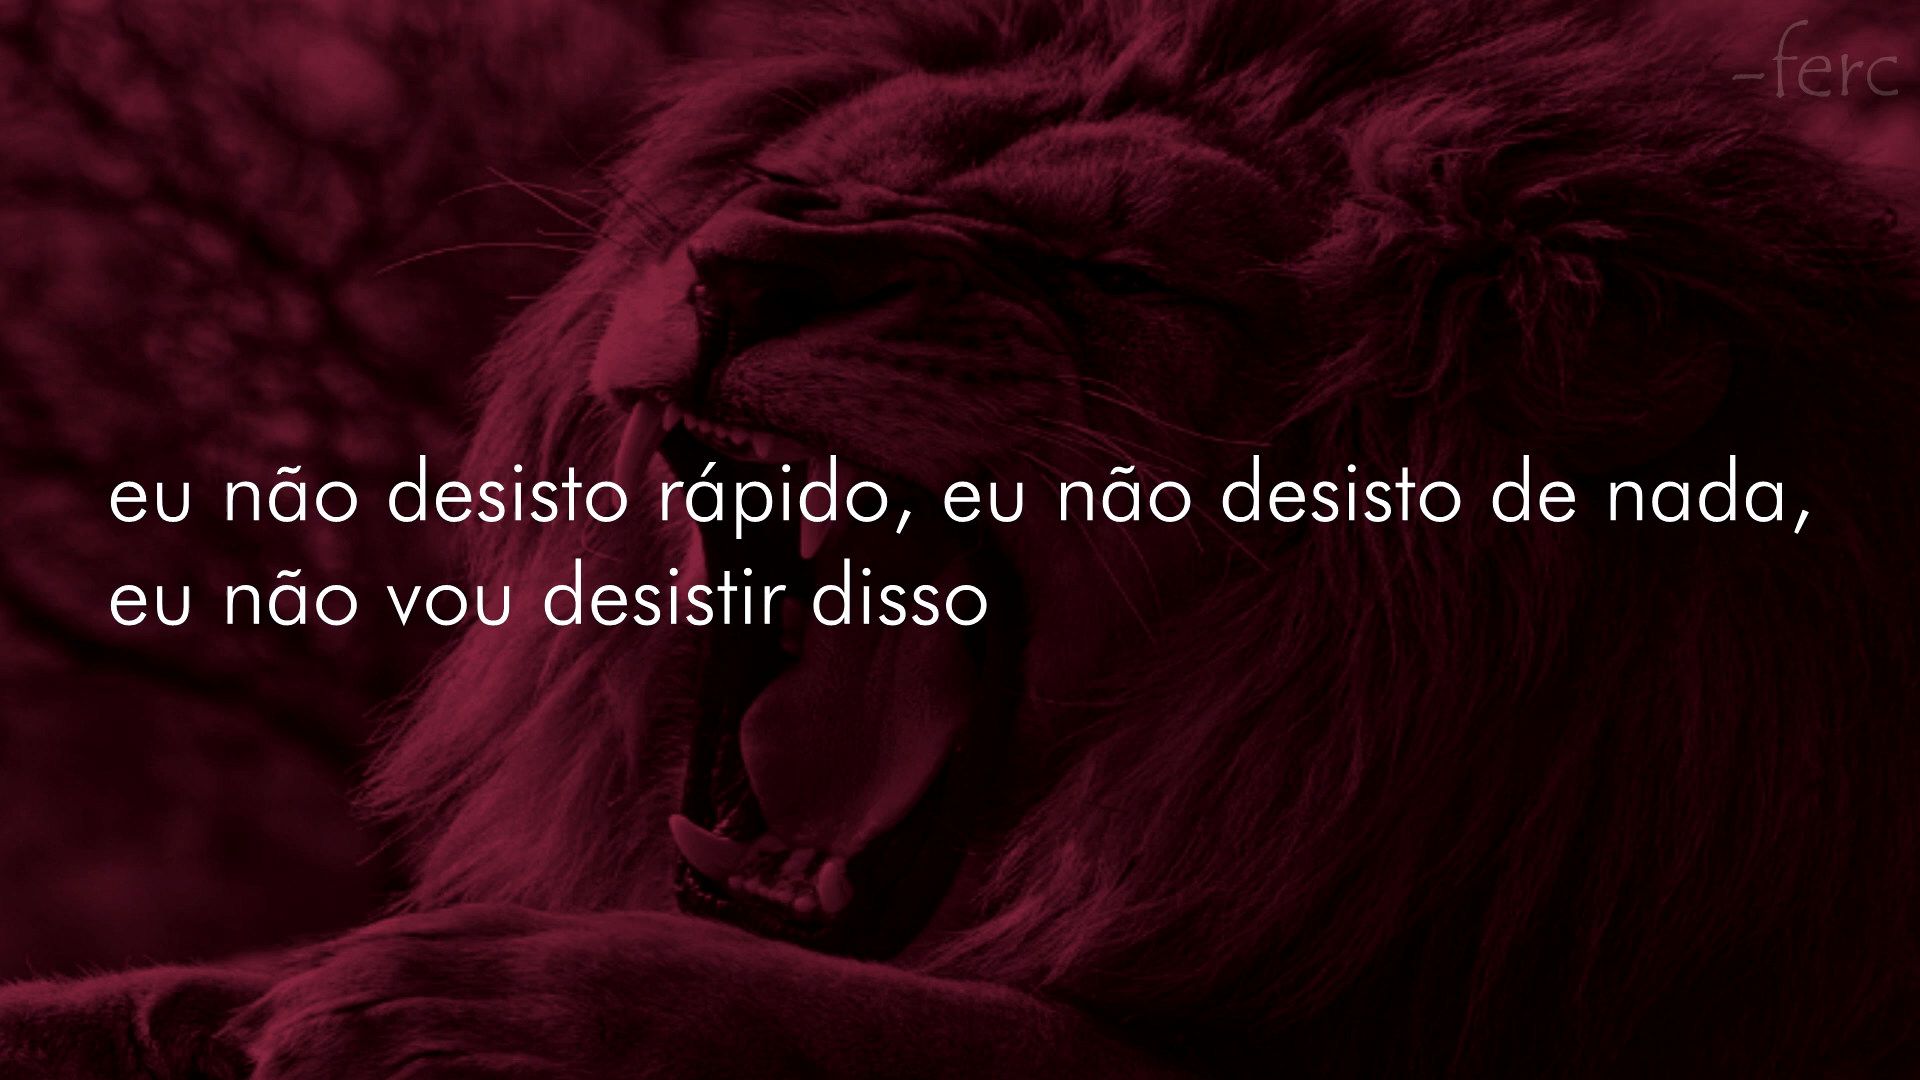 -ferc
eu não desisto rápido, eu não desisto de nada,
eu não vou desistir disso